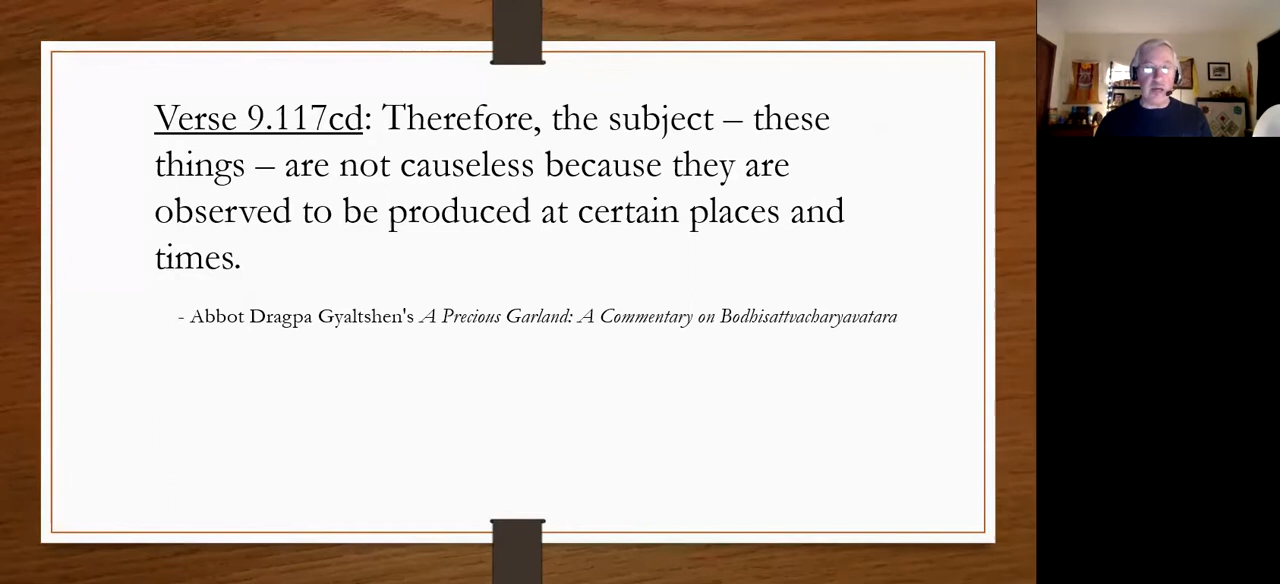 Verse 9.117cd: Therefore, the subject – these
things – are not causeless because they are
observed to be produced at certain places and
times.
- Abbot Dragpa Gyaltshen's A Precious Garland: A Commentary on Bodhisattvacharyavatara